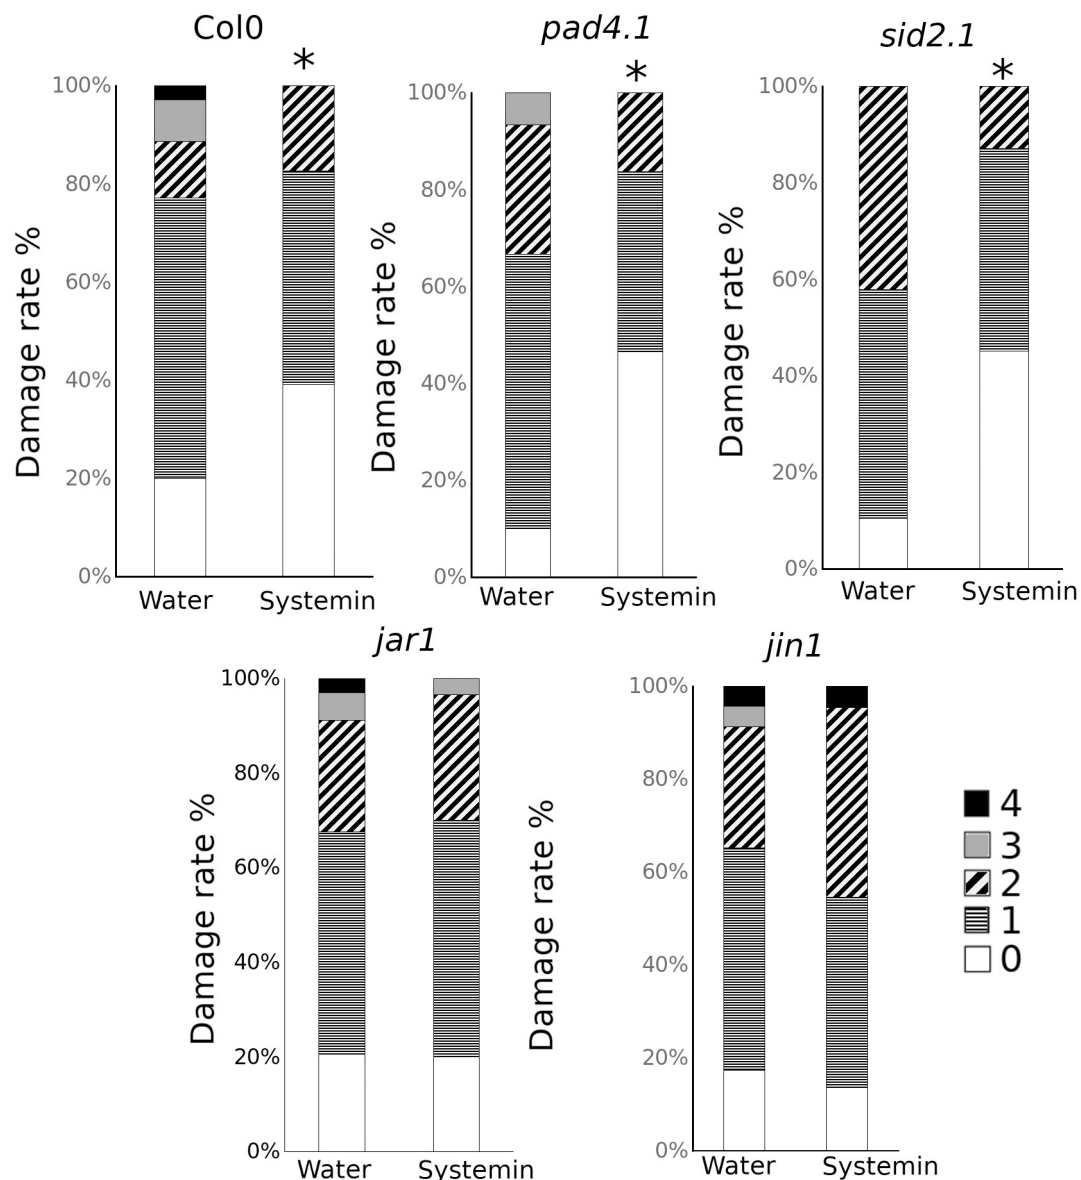 Col0
*
100%
80%
60%
40%
20%
0%
Damage rate %
Water
Systemin
pad4.1
*
100%
80%
60%
40%
20%
0%
Damage rate %
Water
Systemin
sid2.1
*
100%
80%
60%
40%
20%
0%
Damage rate %
Water
Systemin
jar1
100%
80%
60%
40%
20%
0%
Damage rate %
Water
Systemin
jin1
100%
80%
60%
40%
20%
0%
Damage rate %
Water
Systemin
4
3
2
1
0